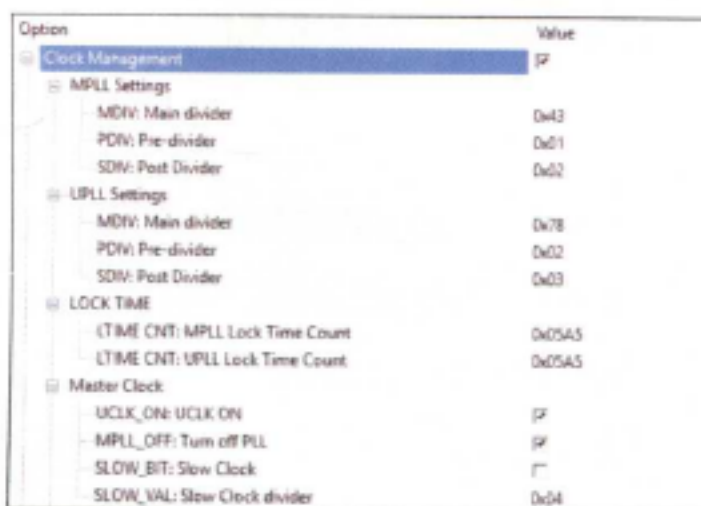 Option Value
Clock Management
MPLL Settings
MDIV: Main divider 0x43
PDIV: Pre-divider 0x01
SDIV: Post Divider 0x02
UPLL Settings
MDIV: Main divider 0x78
PDIV: Pre-divider 0x02
SDIV: Post Divider 0x03
LOCK TIME
LTIME CNT: MPLL Lock Time Count 0x05A5
LTIME CNT: UPLL Lock Time Count 0x05A5
Master Clock
UCLK_ON: UCLK ON
MPLL_OFF: Turn off PLL
SLOW_BIT: Slow Clock
SLOW_VAL: Slow Clock divider 0x04